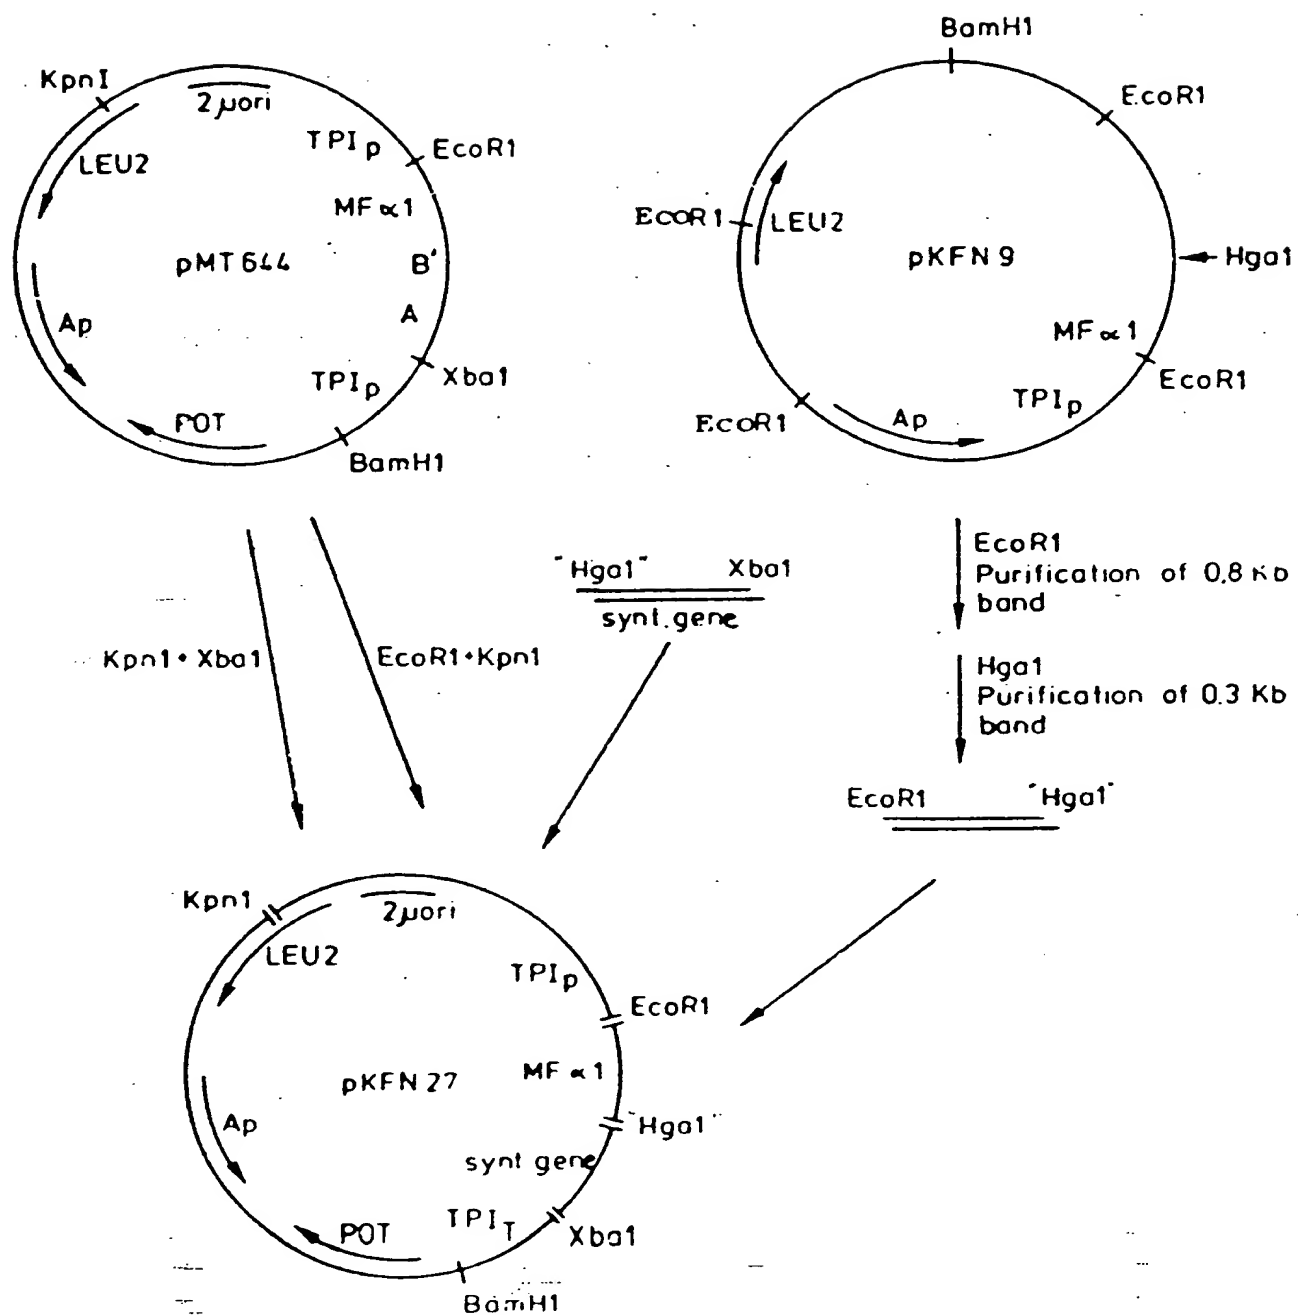 KpnI
2µori
TPIp
EcoR1
LEU2
MFα1
pMT644
B'
A
Ap
TPIp
Xba1
POT
BamH1
BamH1
EcoR1
EcoR1
LEU2
pKFN9
Hga1
MFα1
EcoR1
TPIp
Ap
EcoR1
"Hga1" Xba1
synt. gene
EcoR1
Purification of 0,8 Kb
band
Kpn1 + Xba1
EcoR1+Kpn1
Hga1
Purification of 0.3 Kb
band
EcoR1 "Hga1"
Kpn1
2µori
LEU2
TPIp
EcoR1
pKFN27
MFα1
"Hga1"
Ap
synt gene
POT
TPIT
Xba1
BamH1